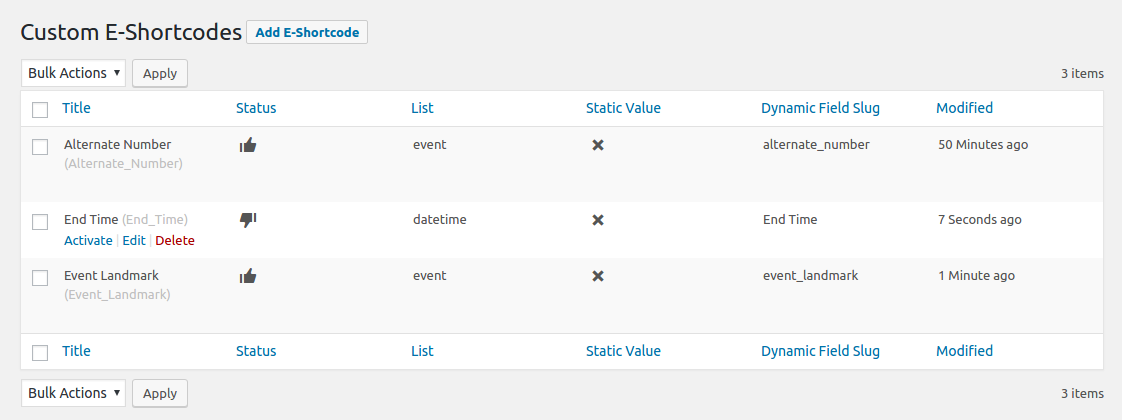 Custom E-Shortcodes Add E-Shortcode
Bulk Actions Apply 3 items
Title Status List Static Value Dynamic Field Slug Modified
Alternate Number event alternate_number 50 Minutes ago
(Alternate_Number)
End Time (End_Time) datetime End Time 7 Seconds ago
Activate | Edit | Delete
Event Landmark event event_landmark 1 Minute ago
(Event_Landmark)
Title Status List Static Value Dynamic Field Slug Modified
Bulk Actions Apply 3 items